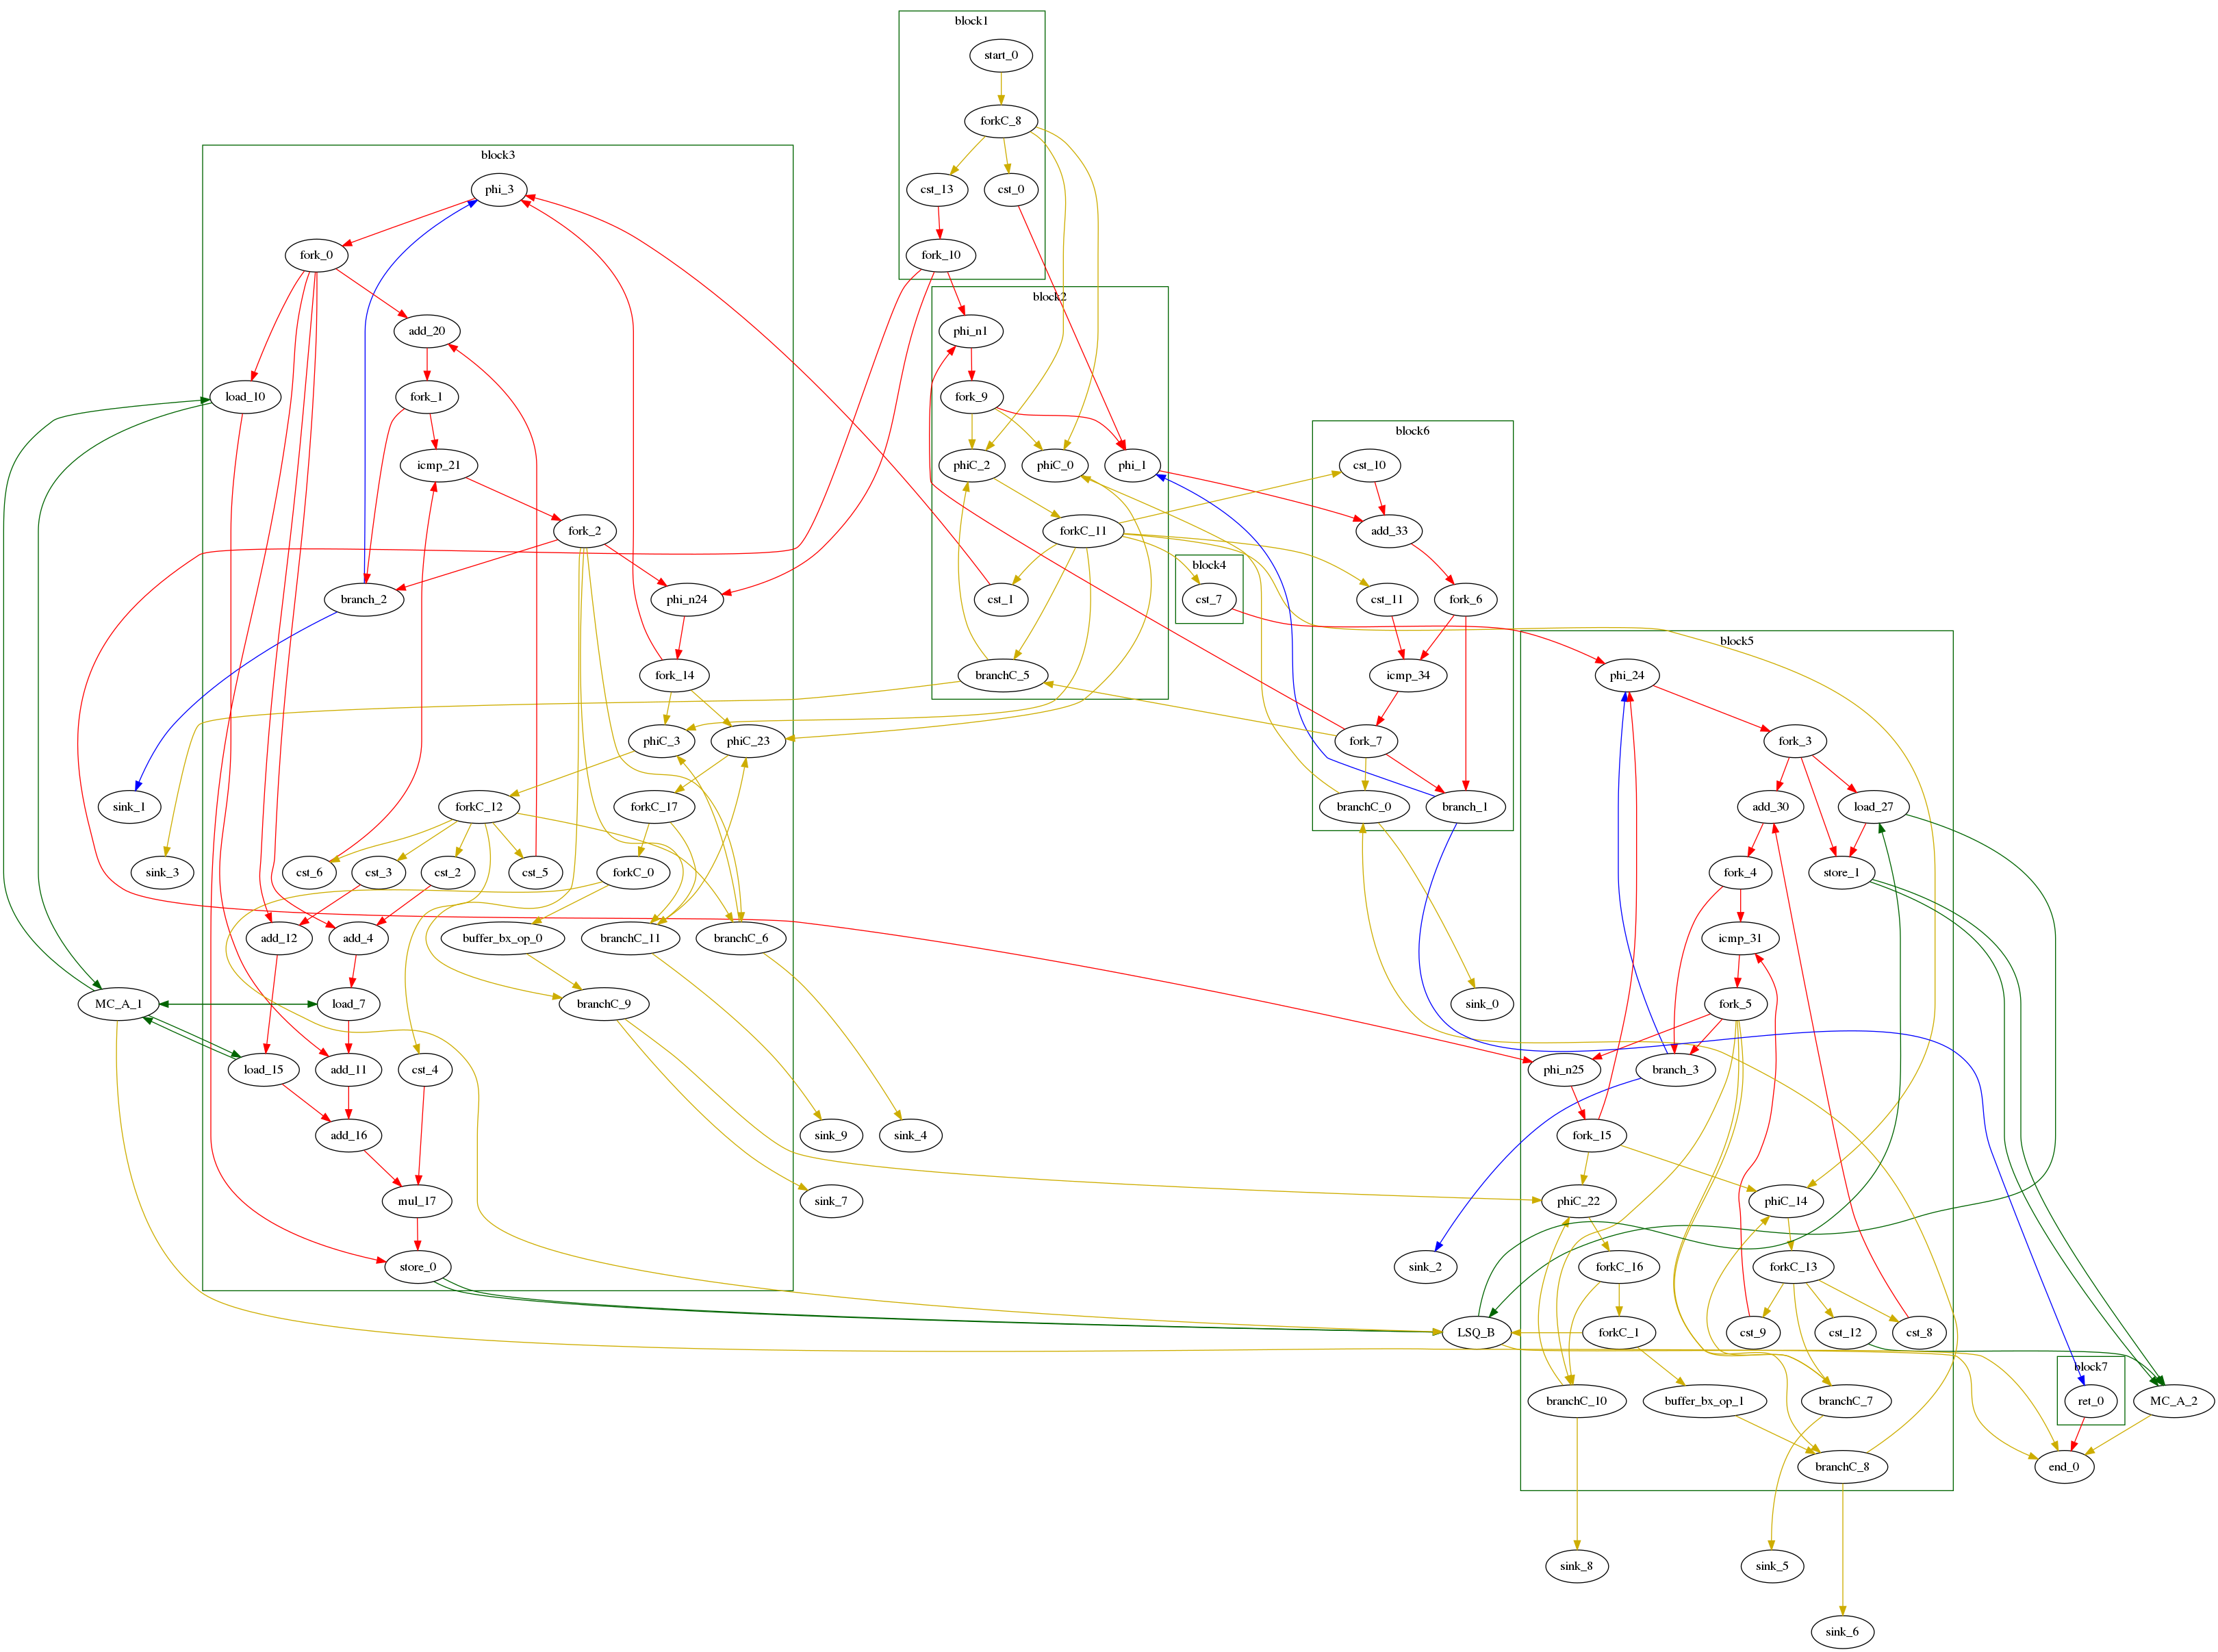 block1
start_0
forkC_8
block3
phi_3
cst_13
cst_0
fork_0
fork_10
block2
add_20
phi_n1
load_10
fork_1
fork_9
block6
icmp_21
phiC_2
phiC_0
phi_1
cst_10
fork_2
forkC_11
add_33
block4
branch_2
phi_n24
cst_1
cst_7
cst_11
fork_6
block5
fork_14
branchC_5
icmp_34
phi_24
phiC_3
phiC_23
fork_7
fork_3
sink_1
forkC_12
forkC_17
branchC_0
branch_1
add_30
load_27
sink_3
cst_6
cst_3
cst_2
cst_5
forkC_0
fork_4
store_1
add_12
add_4
buffer_bx_op_0
branchC_11
branchC_6
icmp_31
MC_A_1
load_7
branchC_9
sink_0
fork_5
load_15
add_11
cst_4
phi_n25
branch_3
add_16
sink_9
sink_4
fork_15
mul_17
sink_7
phiC_22
phiC_14
store_0
sink_2
forkC_16
forkC_13
LSQ_B
forkC_1
cst_9
cst_12
cst_8
block7
branchC_10
buffer_bx_op_1
branchC_7
ret_0
MC_A_2
branchC_8
end_0
sink_8
sink_5
sink_6